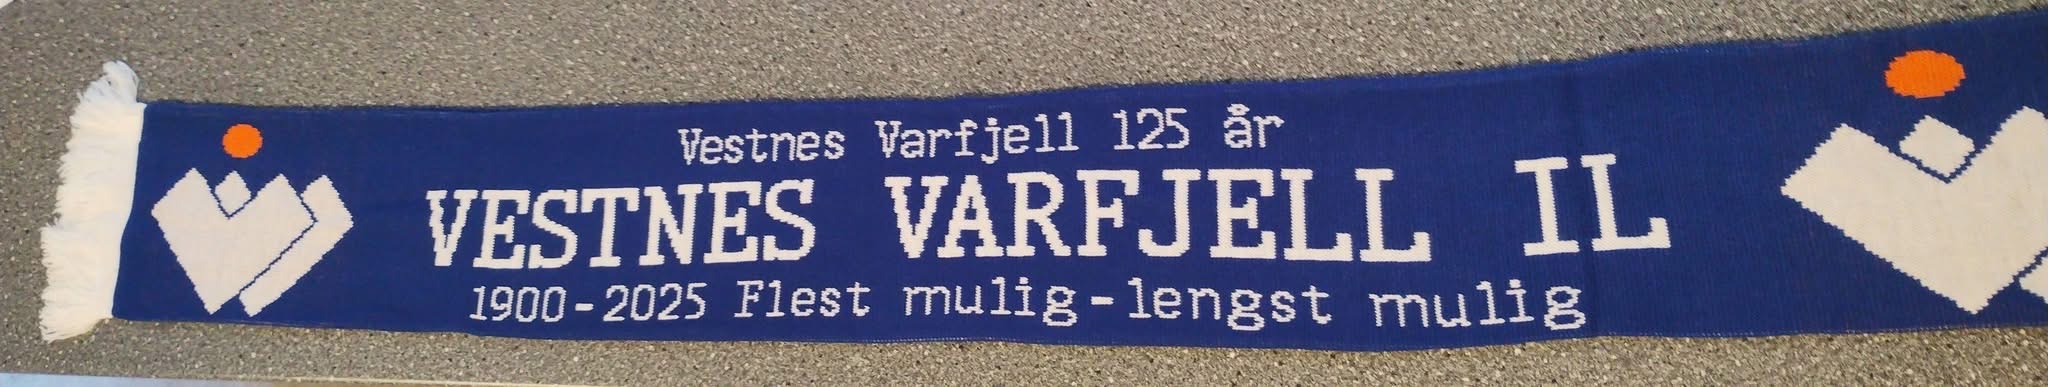 Vestnes Varfjell 125 år
VESTNES VARFJELL IL
1900-2025 Flest mulig-lengst mulig